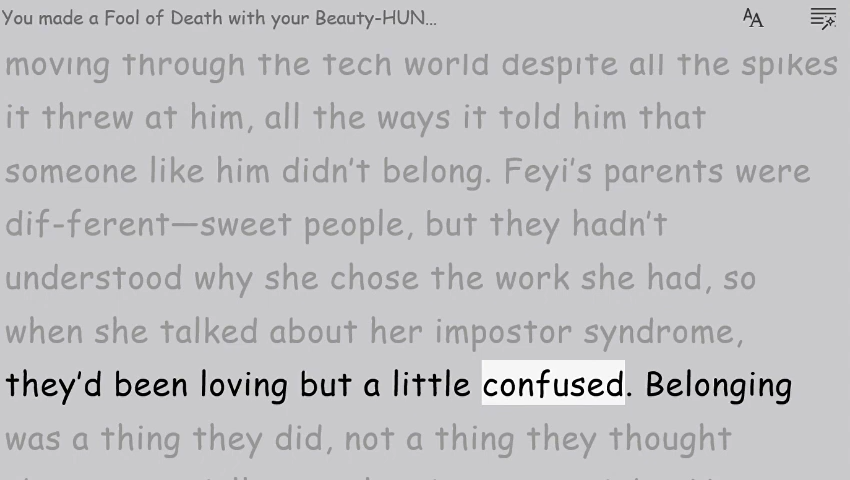 You made a Fool of Death with your Beauty-HUN...
moving through the tech world despite all the spikes
it threw at him, all the ways it told him that
someone like him didn't belong. Feyi's parents were
dif-ferent—sweet people, but they hadn't
understood why she chose the work she had, so
when she talked about her impostor syndrome,
they'd been loving but a little confused. Belonging
was a thing they did, not a thing they thought